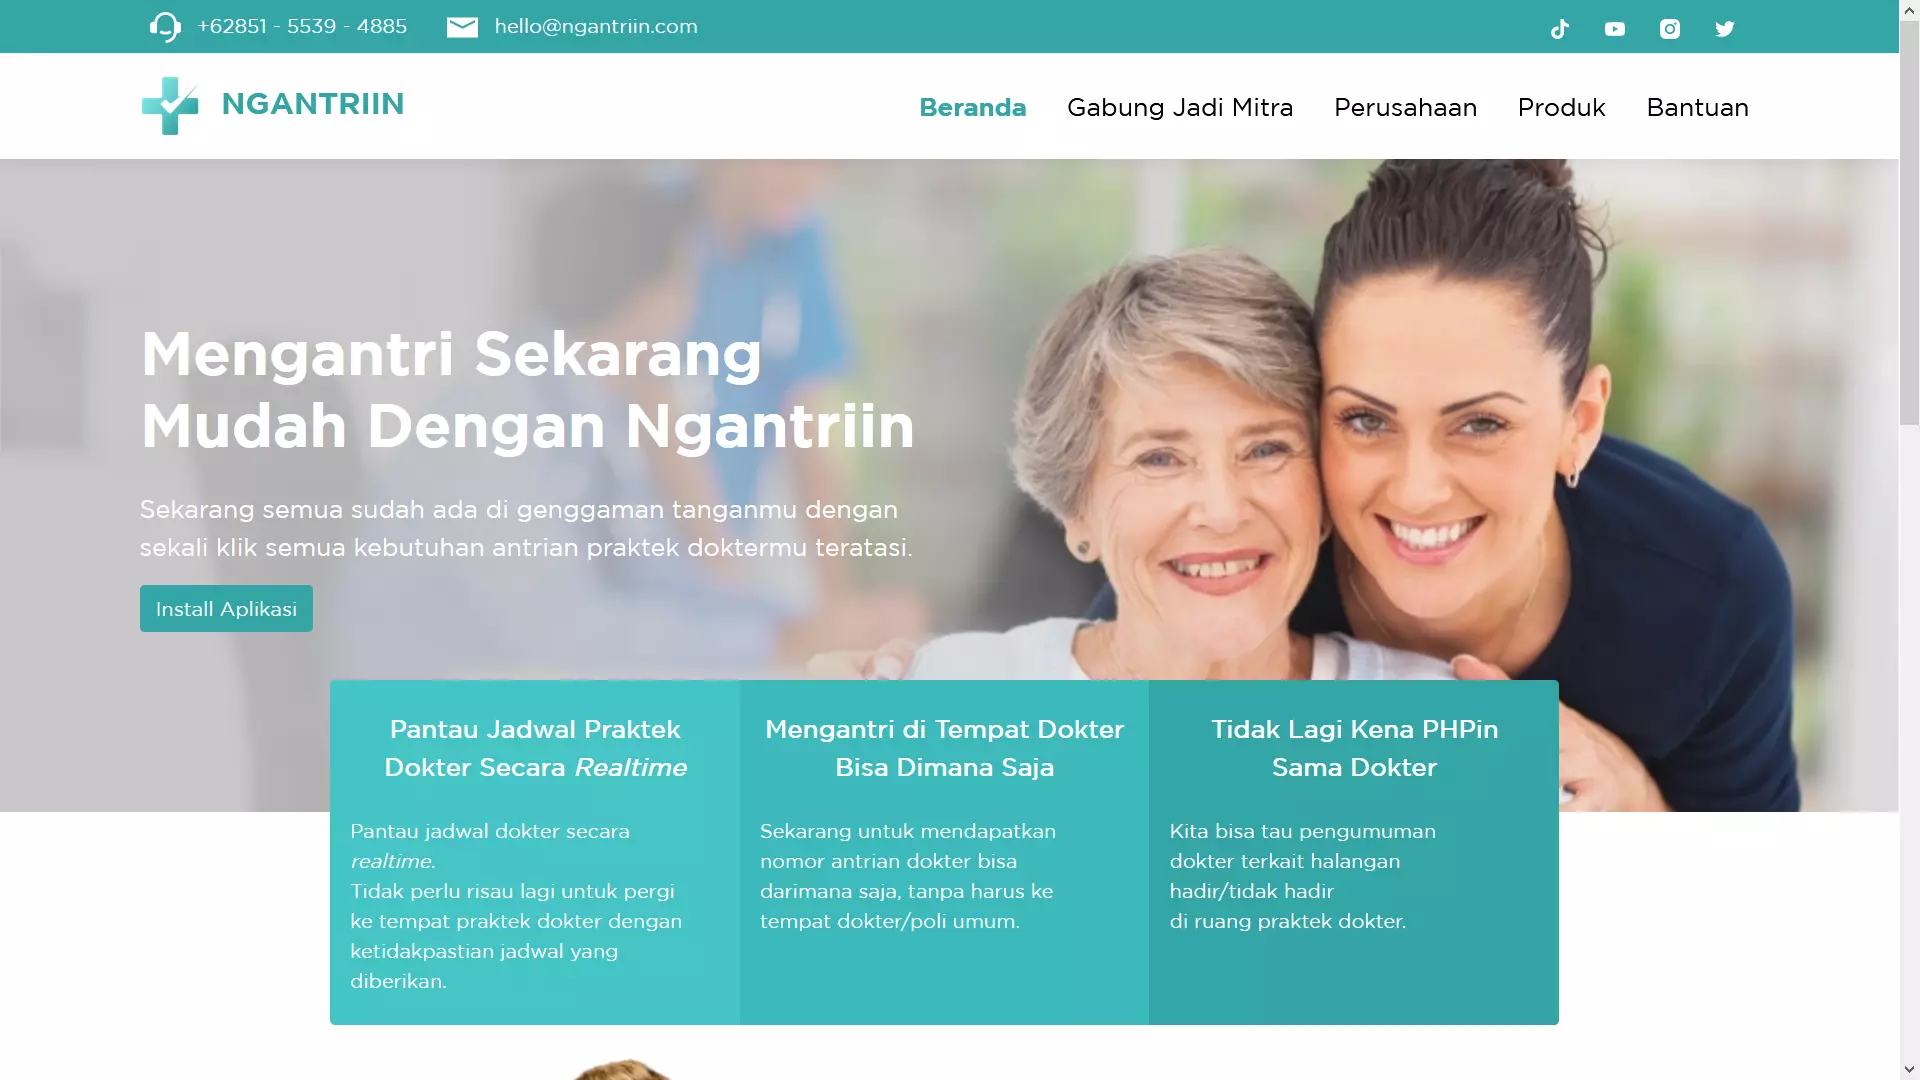 +62851 - 5539 - 4885
hello@ngantriin.com
NGANTRIIN
Beranda
Gabung Jadi Mitra
Perusahaan
Produk
Bantuan
Mengantri Sekarang
Mudah Dengan Ngantriin
Sekarang semua sudah ada di genggaman tanganmu dengan
sekali klik semua kebutuhan antrian praktek doktermu teratasi.
Install Aplikasi
Pantau Jadwal Praktek
Dokter Secara Realtime
Pantau jadwal dokter secara
realtime.
Tidak perlu risau lagi untuk pergi
ke tempat praktek dokter dengan
ketidakpastian jadwal yang
diberikan.
Mengantri di Tempat Dokter
Bisa Dimana Saja
Sekarang untuk mendapatkan
nomor antrian dokter bisa
darimana saja, tanpa harus ke
tempat dokter/poli umum.
Tidak Lagi Kena PHPin
Sama Dokter
Kita bisa tau pengumuman
dokter terkait halangan
hadir/tidak hadir
di ruang praktek dokter.